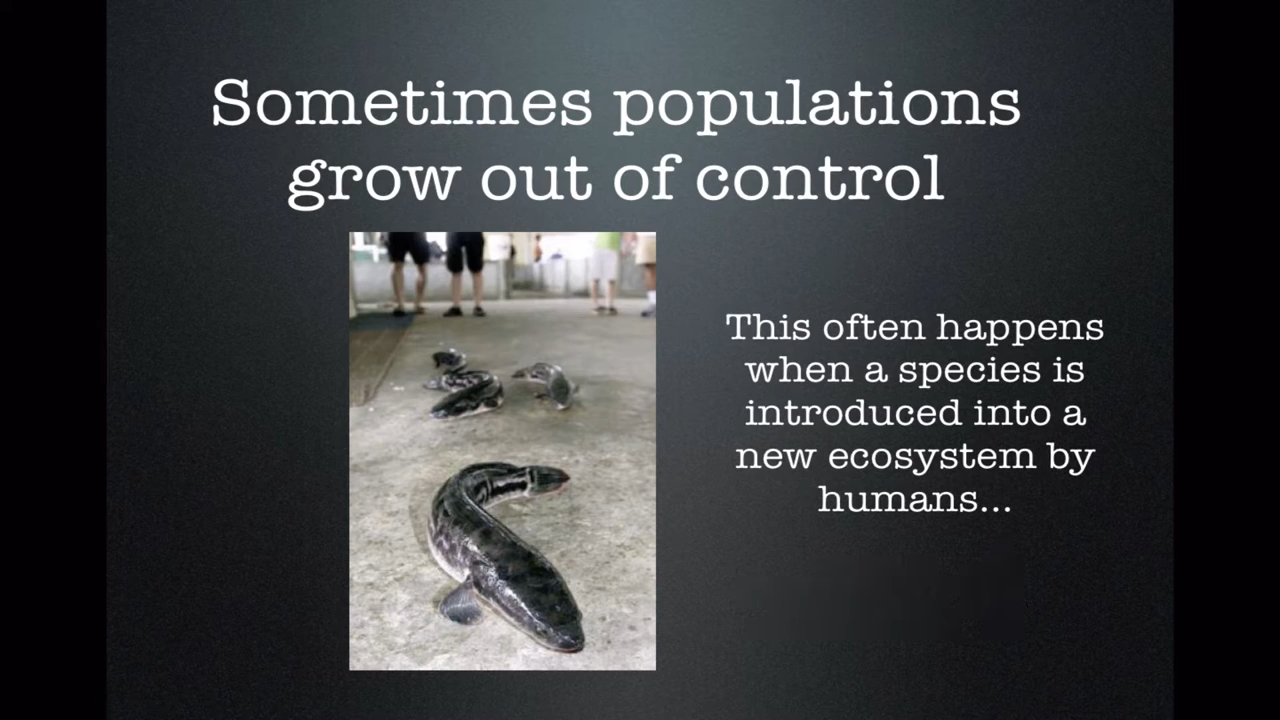 Sometimes populations
grow out of control
This often happens
when a species is
introduced into a
new ecosystem by
humans...